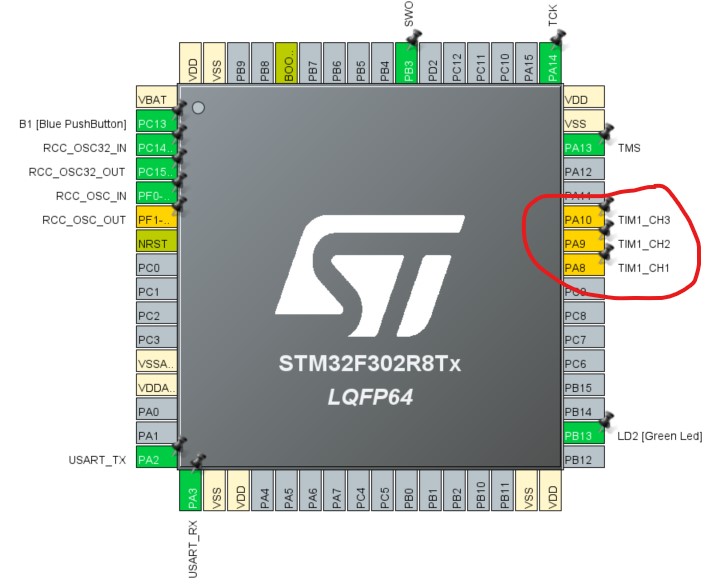 SWO
TCK
VDD
VSS
PB9
PB8
BOO..
PB7
PB6
PB5
PB4
PB3
PD2
PC12
PC11
PC10
PA15
PA14
VBAT
B1 [Blue PushButton] PC13
RCC_OSC32_IN PC14..
RCC_OSC32_OUT PC15..
RCC_OSC_IN PF0-..
RCC_OSC_OUT PF1-..
NRST
PC0
PC1
PC2
PC3
VSSA..
VDDA..
PA0
PA1
USART_TX PA2
ST
STM32F302R8Tx
LQFP64
VDD
VSS
PA13 TMS
PA12
PA11
PA10 TIM1_CH3
PA9 TIM1_CH2
PA8 TIM1_CH1
PC9
PC8
PC7
PC6
PB15
PB14
PB13 LD2 [Green Led]
PB12
PA3
VSS
VDD
PA4
PA5
PA6
PA7
PC4
PC5
PB0
PB1
PB2
PB10
PB11
VSS
VDD
USART_RX